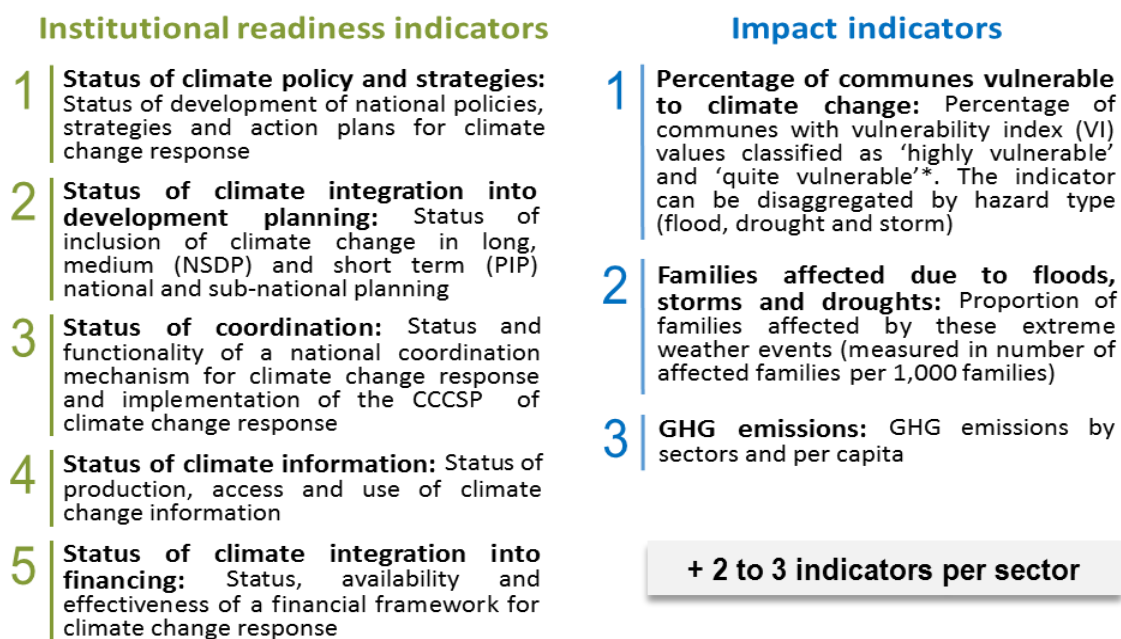 Institutional readiness indicators
1
Status of climate policy and strategies:
Status of development of national policies,
strategies and action plans for climate
change response
2
Status of climate integration into
development planning: Status of
inclusion of climate change in long,
medium (NSDP) and short term (PIP)
national and sub-national planning
3
Status of coordination: Status and
functionality of a national coordination
mechanism for climate change response
and implementation of the CCCSP of
climate change response
4
Status of climate information: Status of
production, access and use of climate
change information
5
Status of climate integration into
financing: Status, availability and
effectiveness of a financial framework for
climate change response
Impact indicators
1
Percentage of communes vulnerable
to climate change: Percentage of
communes with vulnerability index (VI)
values classified as ‘highly vulnerable’
and ‘quite vulnerable’*. The indicator
can be disaggregated by hazard type
(flood, drought and storm)
2
Families affected due to floods,
storms and droughts: Proportion of
families affected by these extreme
weather events (measured in number of
affected families per 1,000 families)
3
GHG emissions: GHG emissions by
sectors and per capita
+ 2 to 3 indicators per sector